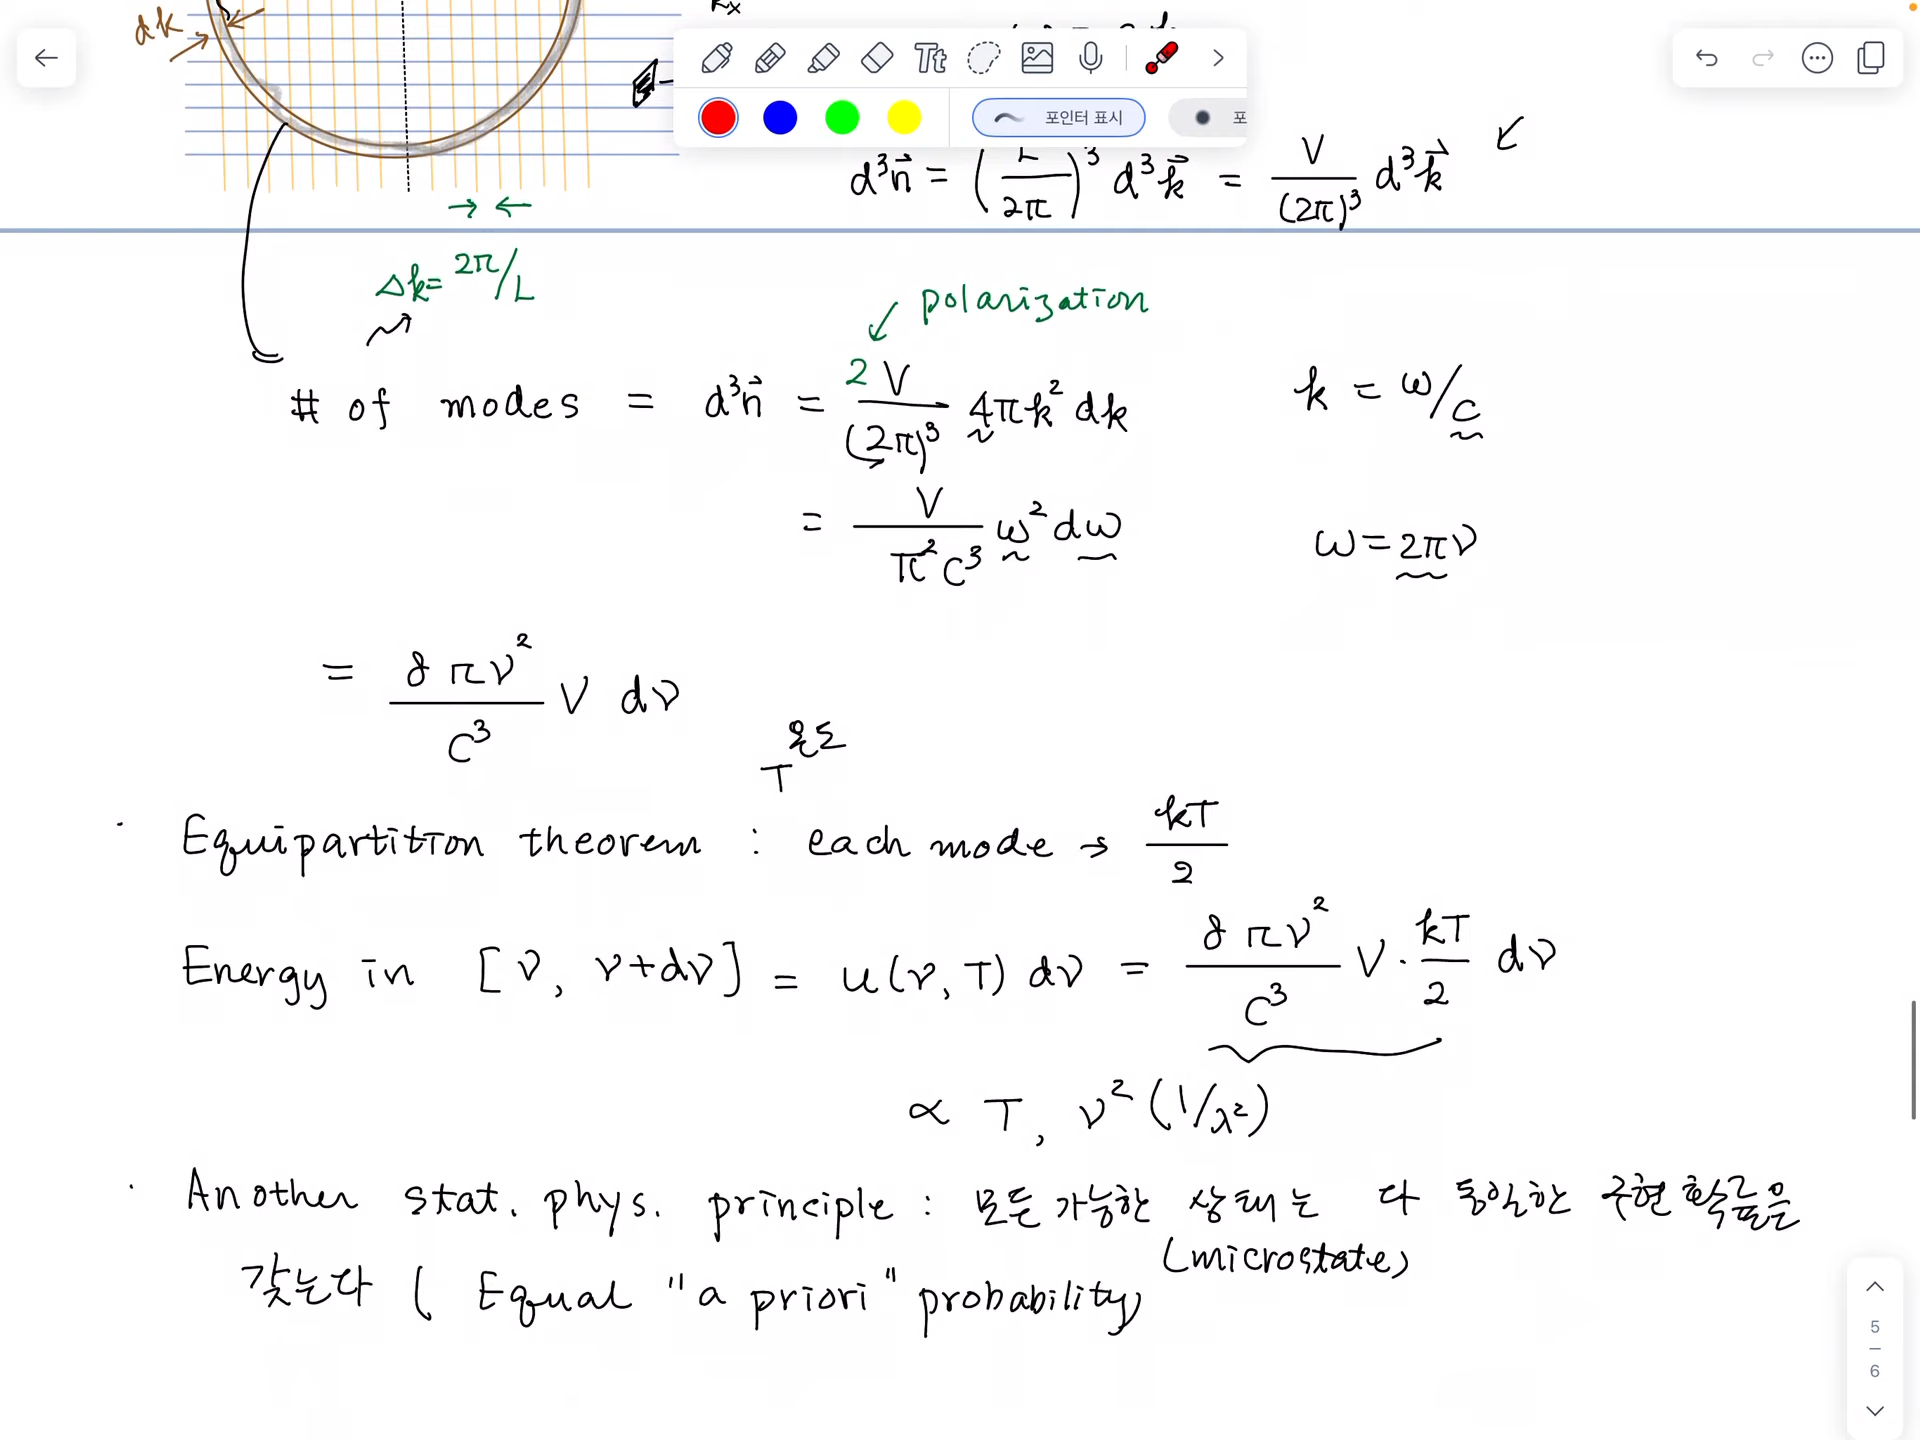 dk
kx
Tt
포인터 표시
포
d³n⃗ = (L/2π)³ d³k⃗ = V/(2π)³ d³k⃗
Δk = 2π/L
polarization
# of modes = d³n⃗ = 2V/(2π)³ 4πk² dk
k = ω/c
= V/π²c³ ω² dω
ω = 2πν
= 8πν²/c³ V dν
T 온도
· Equipartition theorem : each mode → kT/2
Energy in [ν, ν+dν] = u(ν, T) dν = 8πν²/c³ V · kT/2 dν
∝ T, ν² (1/λ²)
· Another stat. phys. principle : 모든 가능한 상태는 다 동일한 구현 확률을
(microstate)
갖는다 ( Equal "a priori" probability)
5
6